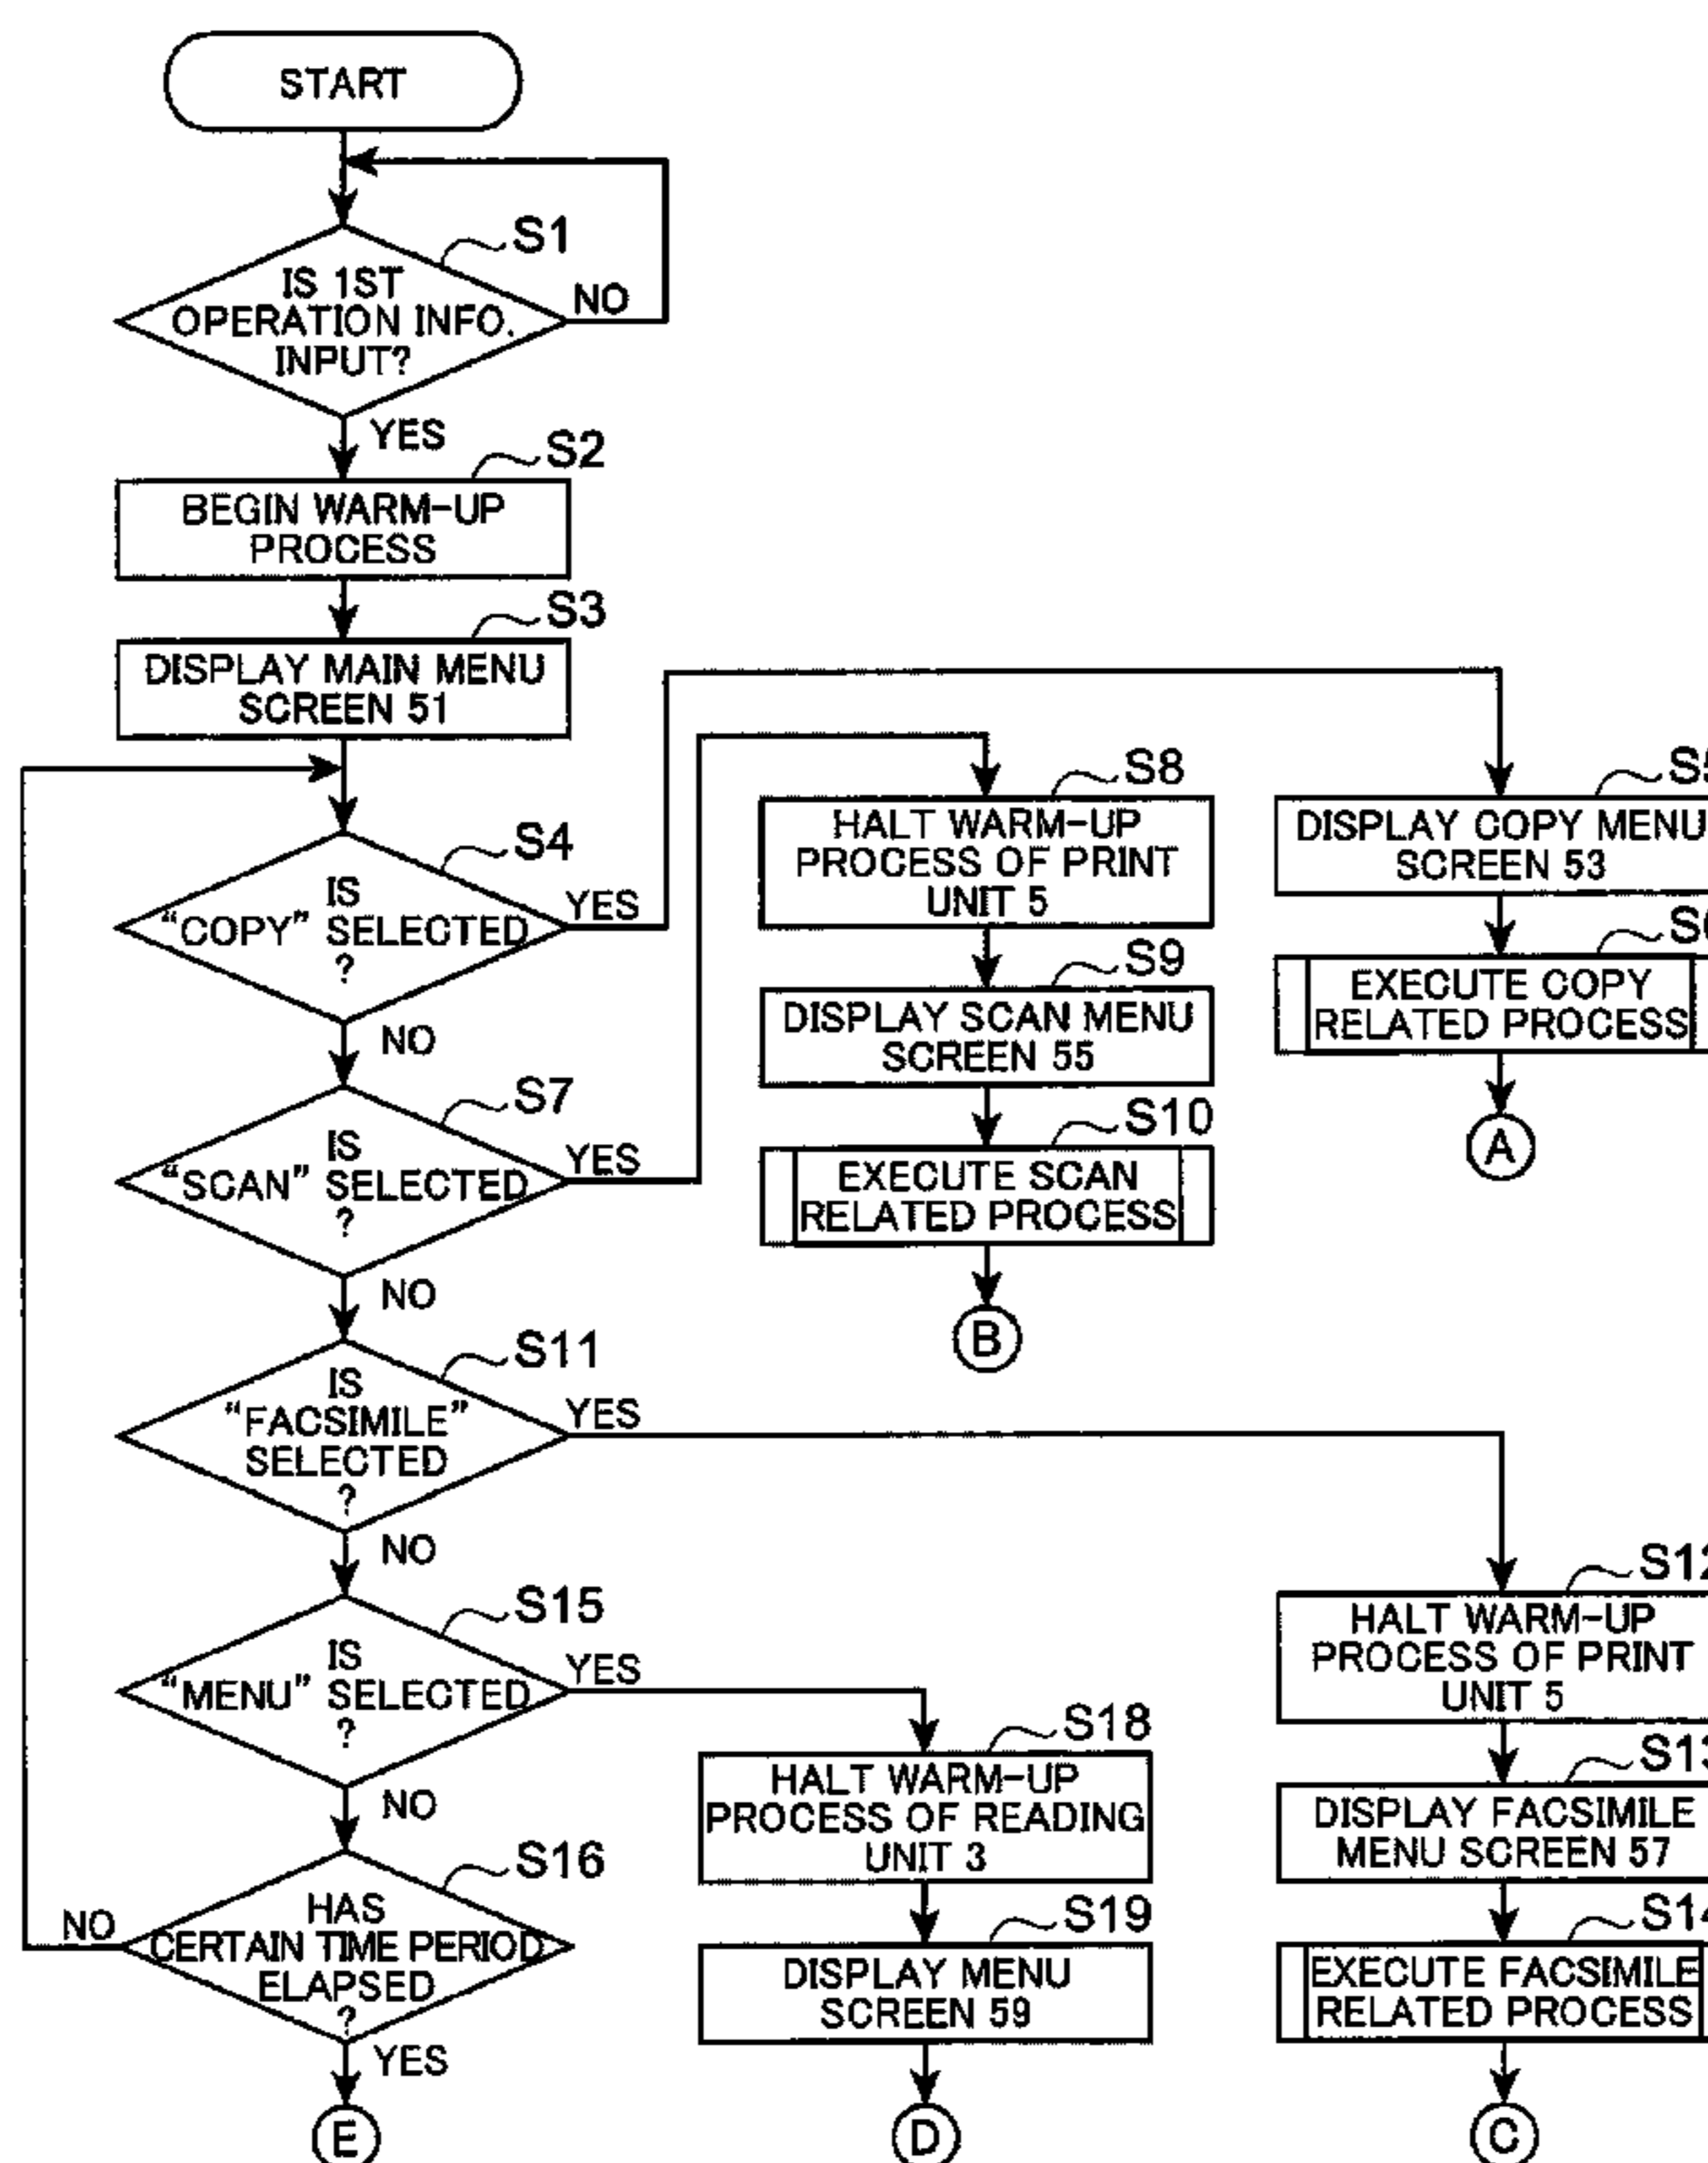 START
S1
IS 1ST
OPERATION INFO.
INPUT?
NO
YES
S2
BEGIN WARM-UP
PROCESS
S3
DISPLAY MAIN MENU
SCREEN 51
S4
IS
“COPY” SELECTED
?
YES
NO
S5
DISPLAY COPY MENU
SCREEN 53
S6
EXECUTE COPY
RELATED PROCESS
A
S7
IS
“SCAN” SELECTED
?
YES
NO
S8
HALT WARM-UP
PROCESS OF PRINT
UNIT 5
S9
DISPLAY SCAN MENU
SCREEN 55
S10
EXECUTE SCAN
RELATED PROCESS
B
S11
IS
“FACSIMILE”
SELECTED
?
YES
NO
S12
HALT WARM-UP
PROCESS OF PRINT
UNIT 5
S13
DISPLAY FACSIMILE
MENU SCREEN 57
S14
EXECUTE FACSIMILE
RELATED PROCESS
C
S15
IS
“MENU” SELECTED
?
YES
NO
S18
HALT WARM-UP
PROCESS OF READING
UNIT 3
S19
DISPLAY MENU
SCREEN 59
D
S16
HAS
CERTAIN TIME PERIOD
ELAPSED
?
NO
YES
E